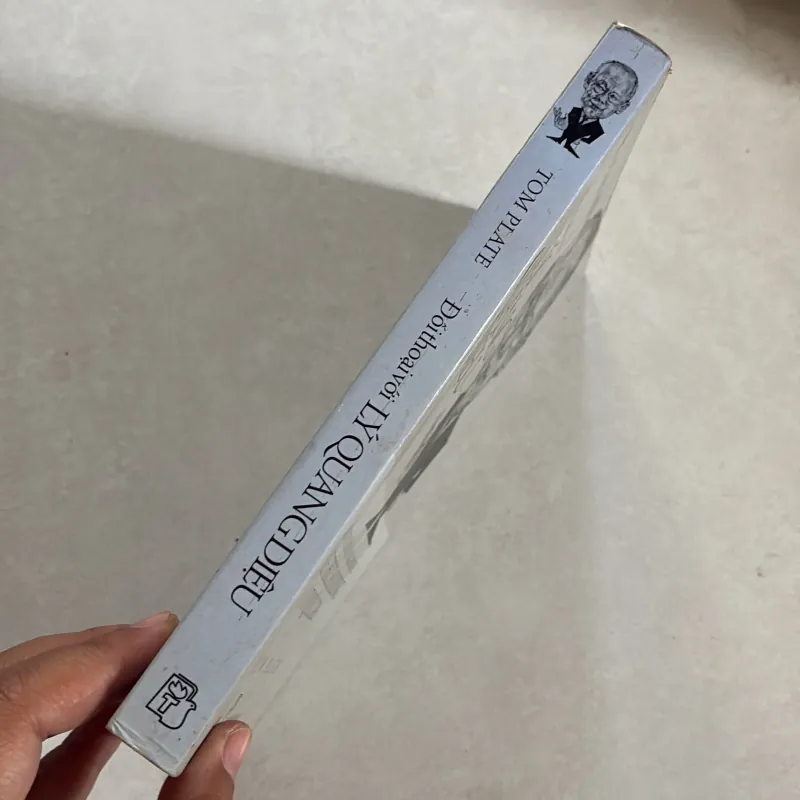 TOM PLATE
Đối thoại với LÝ QUANG DIỆU